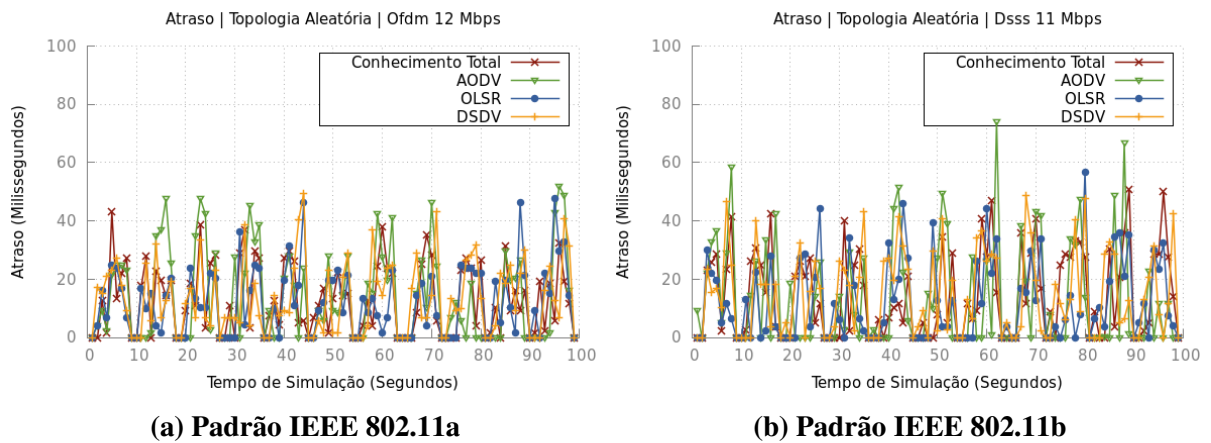 Atraso | Topologia Aleatória | Ofdm 12 Mbps
100
80
60
40
20
0
0 10 20 30 40 50 60 70 80 90 100
Atraso (Milissegundos)
Tempo de Simulação (Segundos)
Conhecimento Total
AODV
OLSR
DSDV
(a) Padrão IEEE 802.11a
Atraso | Topologia Aleatória | Dsss 11 Mbps
100
80
60
40
20
0
0 10 20 30 40 50 60 70 80 90 100
Atraso (Milissegundos)
Tempo de Simulação (Segundos)
Conhecimento Total
AODV
OLSR
DSDV
(b) Padrão IEEE 802.11b